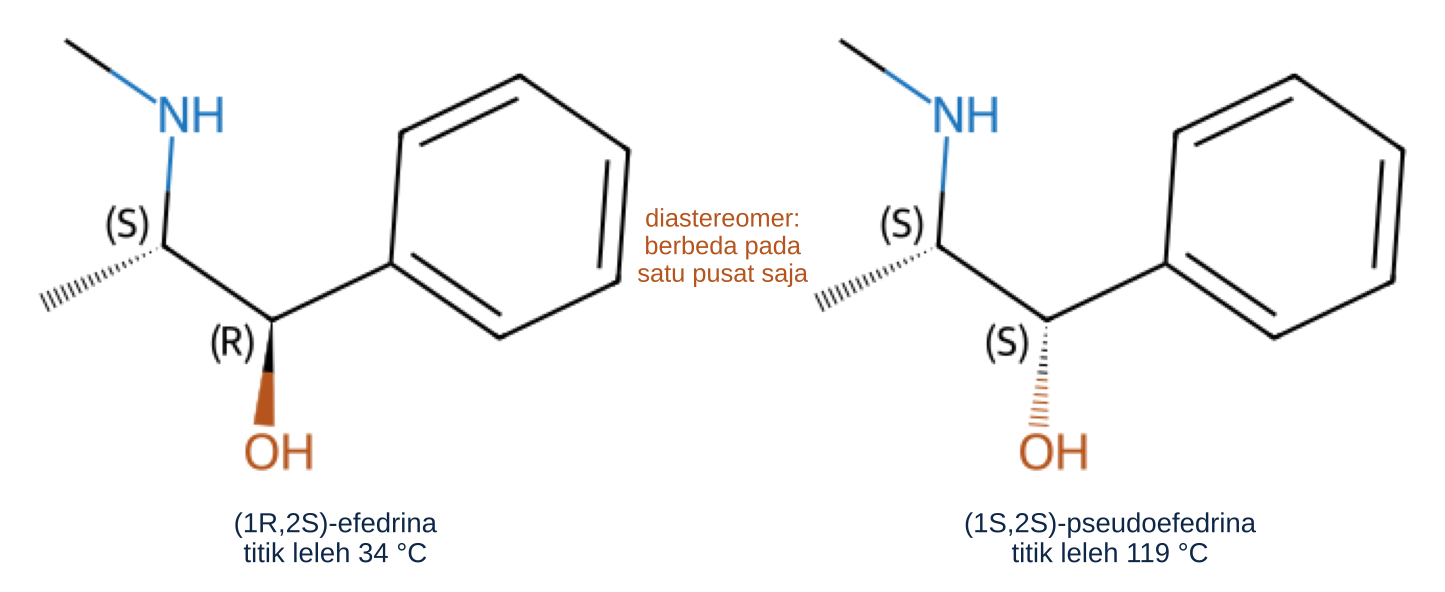 NH
(S)
(R)
OH
(1R,2S)-efedrina
titik leleh 34 °C
diastereomer:
berbeda pada
satu pusat saja
NH
(S)
(S)
OH
(1S,2S)-pseudoefedrina
titik leleh 119 °C